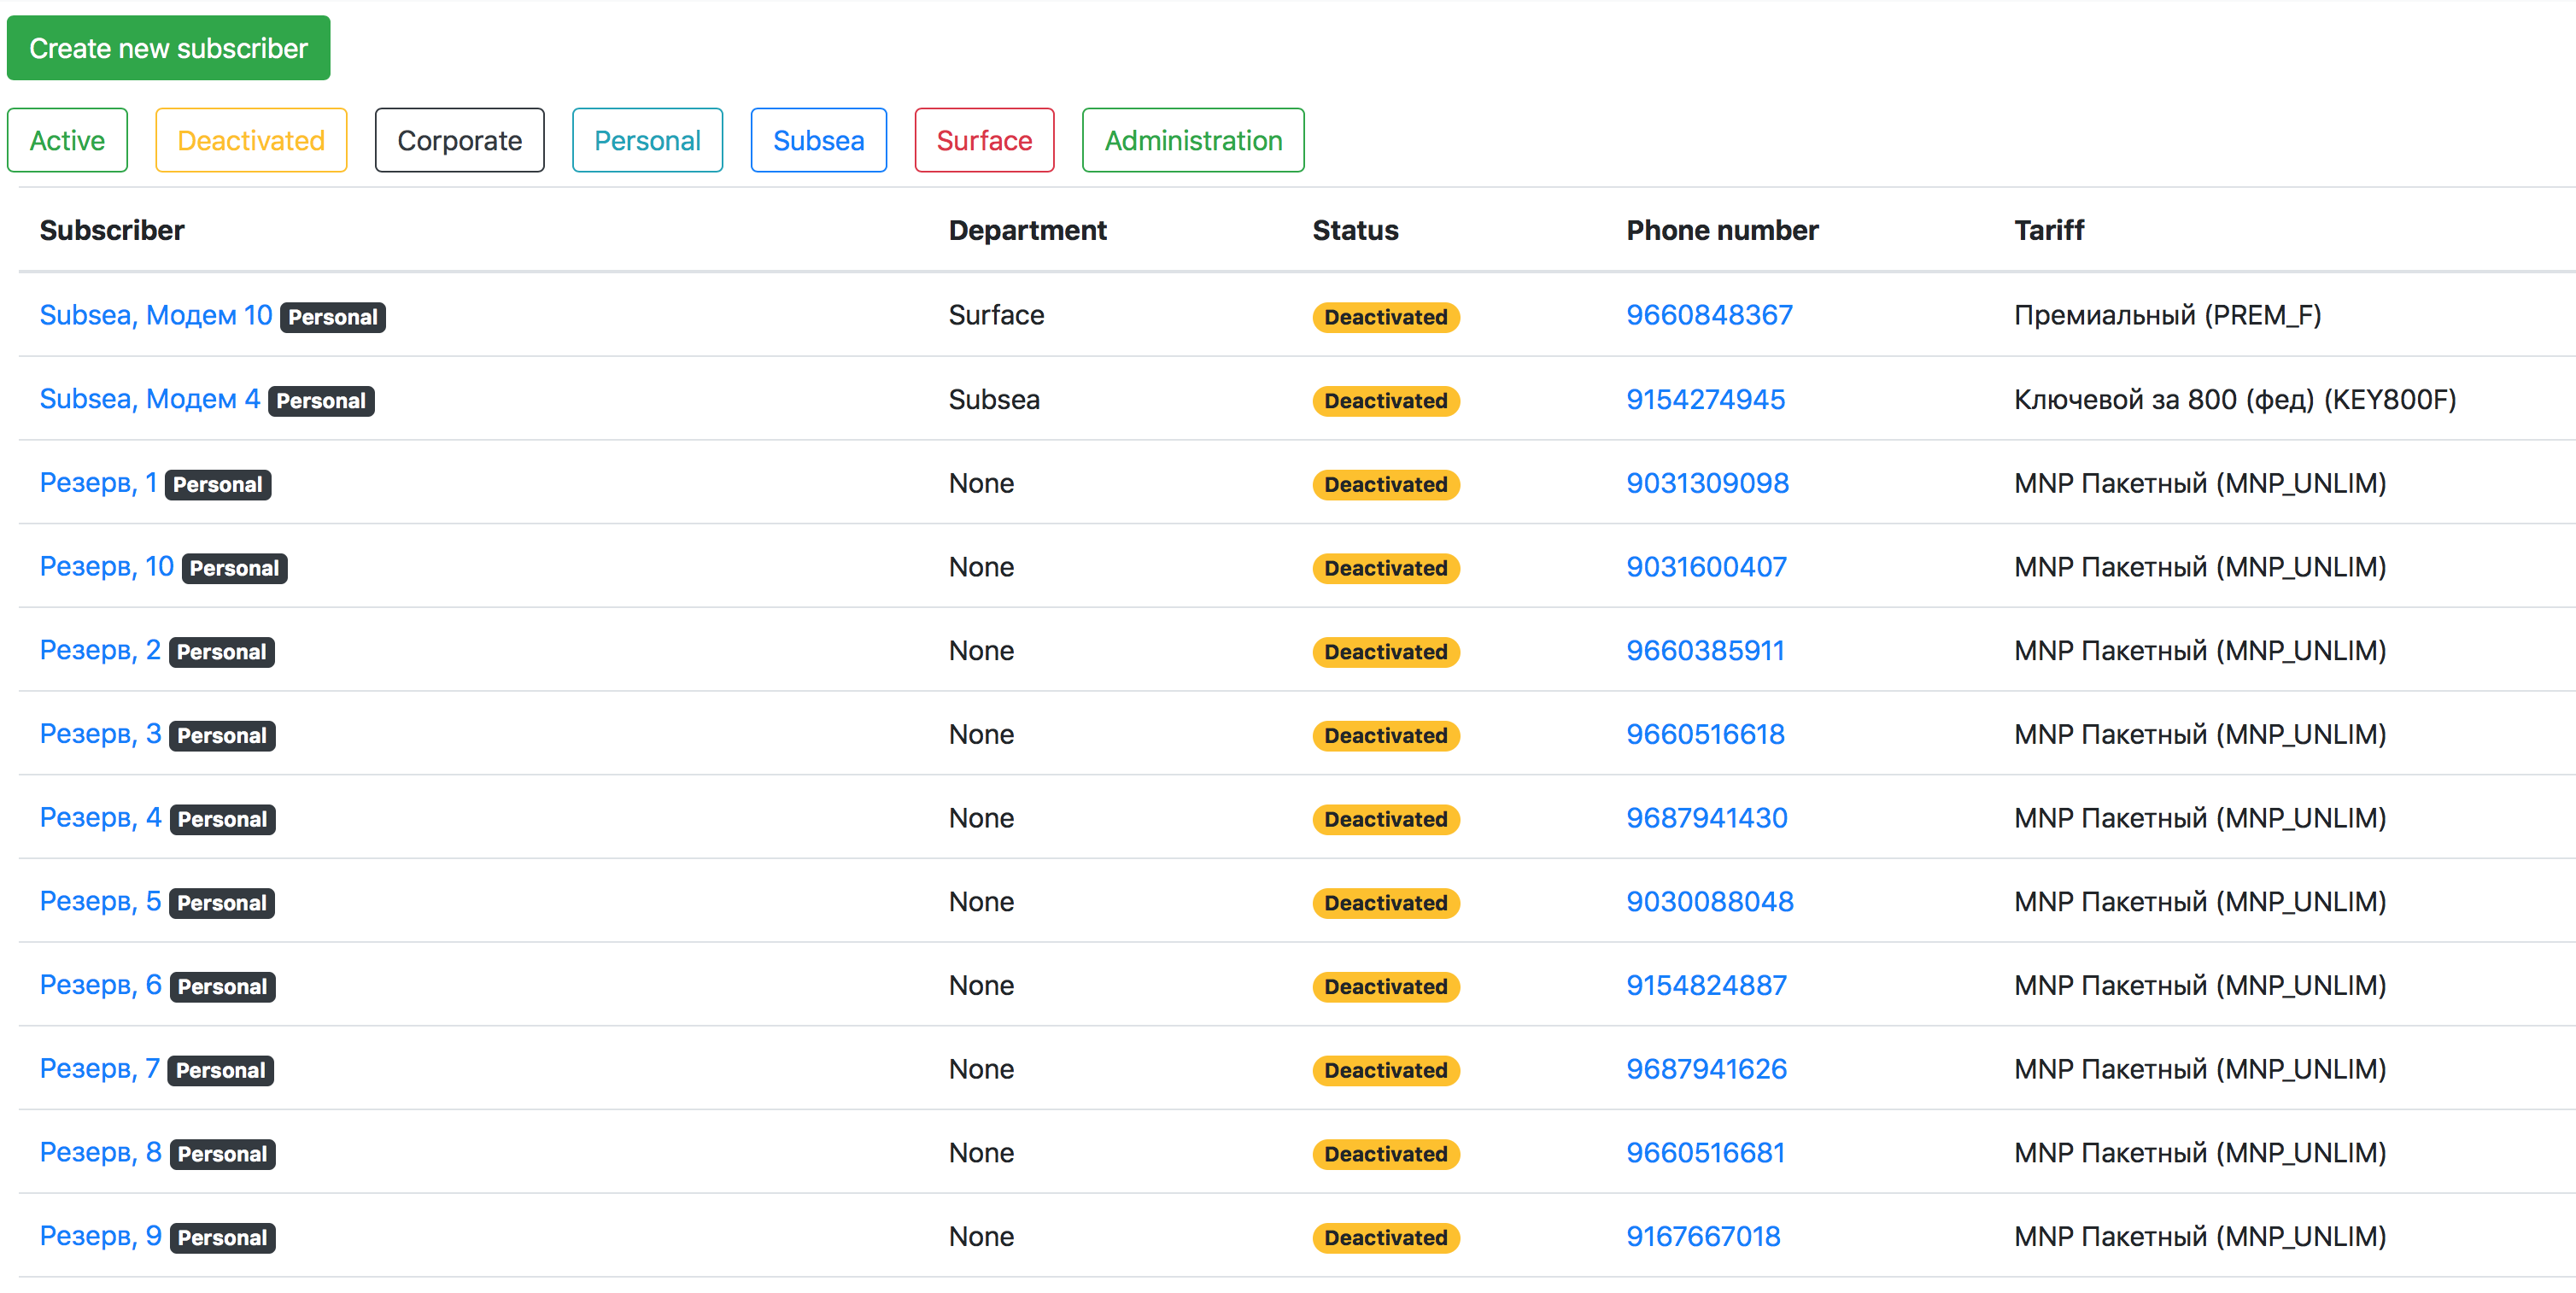 Create new subscriber
Active Deactivated Corporate Personal Subsea Surface Administration
Subscriber Department Status Phone number Tariff
Subsea, Модем 10 Personal Surface Deactivated 9660848367 Премиальный (PREM_F)
Subsea, Модем 4 Personal Subsea Deactivated 9154274945 Ключевой за 800 (фед) (KEY800F)
Резерв, 1 Personal None Deactivated 9031309098 MNP Пакетный (MNP_UNLIM)
Резерв, 10 Personal None Deactivated 9031600407 MNP Пакетный (MNP_UNLIM)
Резерв, 2 Personal None Deactivated 9660385911 MNP Пакетный (MNP_UNLIM)
Резерв, 3 Personal None Deactivated 9660516618 MNP Пакетный (MNP_UNLIM)
Резерв, 4 Personal None Deactivated 9687941430 MNP Пакетный (MNP_UNLIM)
Резерв, 5 Personal None Deactivated 9030088048 MNP Пакетный (MNP_UNLIM)
Резерв, 6 Personal None Deactivated 9154824887 MNP Пакетный (MNP_UNLIM)
Резерв, 7 Personal None Deactivated 9687941626 MNP Пакетный (MNP_UNLIM)
Резерв, 8 Personal None Deactivated 9660516681 MNP Пакетный (MNP_UNLIM)
Резерв, 9 Personal None Deactivated 9167667018 MNP Пакетный (MNP_UNLIM)